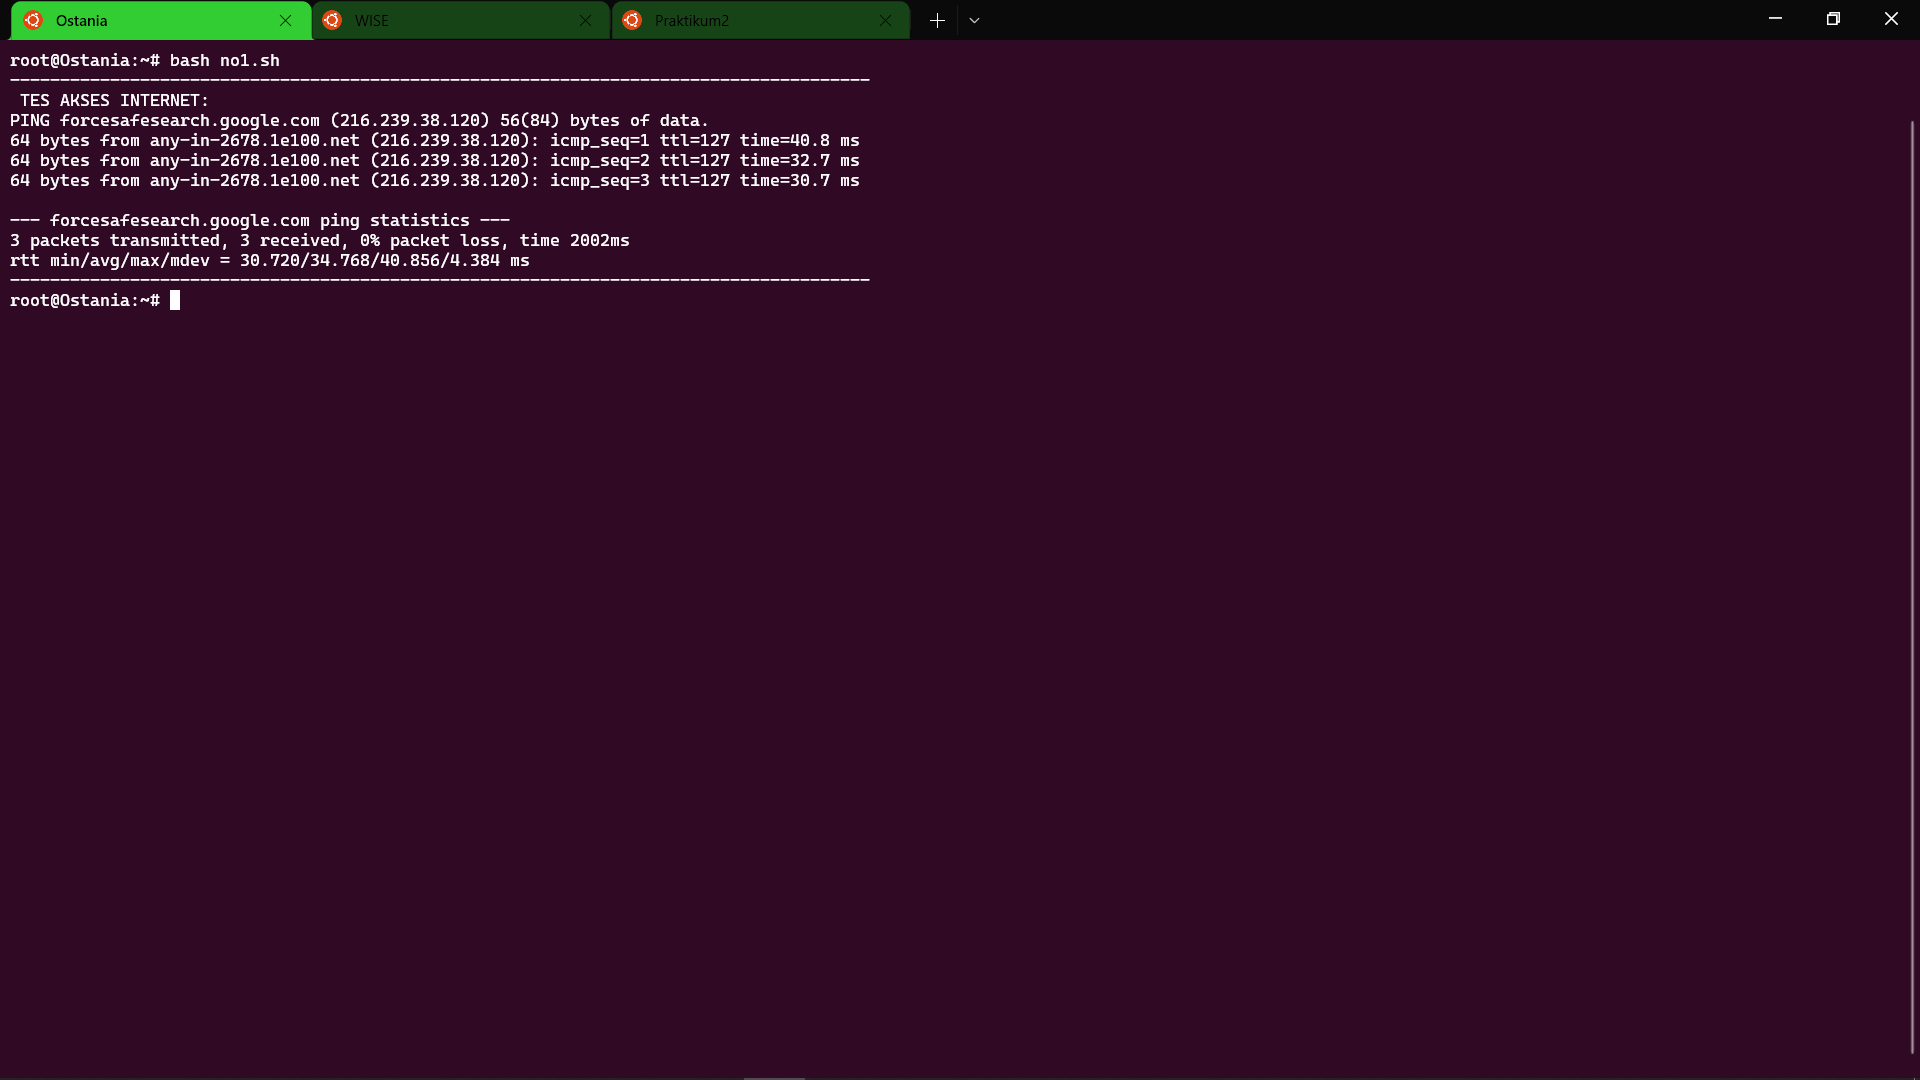 Ostania
WISE
Praktikum2
root@Ostania:~# bash no1.sh
--------------------------------------------------------------------------------------
TES AKSES INTERNET:
PING forcesafesearch.google.com (216.239.38.120) 56(84) bytes of data.
64 bytes from any-in-2678.1e100.net (216.239.38.120): icmp_seq=1 ttl=127 time=40.8 ms
64 bytes from any-in-2678.1e100.net (216.239.38.120): icmp_seq=2 ttl=127 time=32.7 ms
64 bytes from any-in-2678.1e100.net (216.239.38.120): icmp_seq=3 ttl=127 time=30.7 ms
--- forcesafesearch.google.com ping statistics ---
3 packets transmitted, 3 received, 0% packet loss, time 2002ms
rtt min/avg/max/mdev = 30.720/34.768/40.856/4.384 ms
--------------------------------------------------------------------------------------
root@Ostania:~#